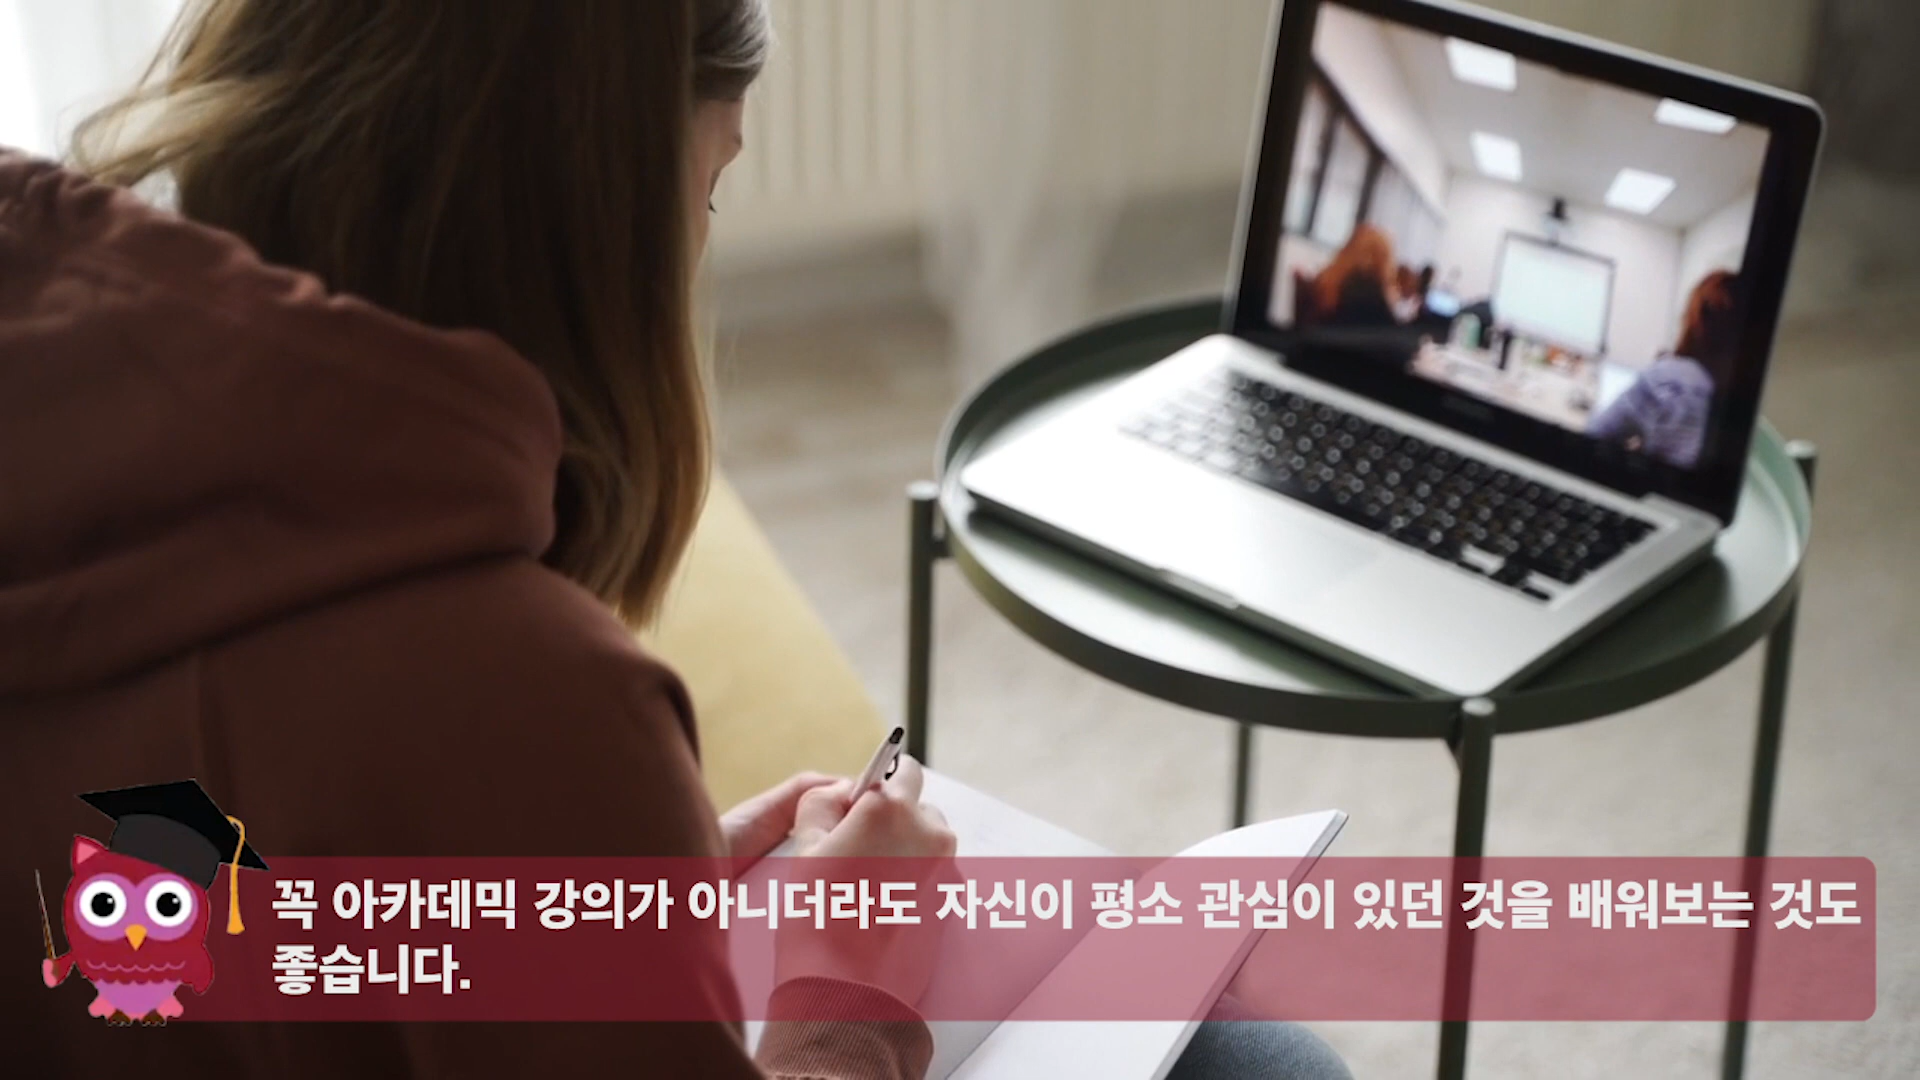 꼭 아카데믹 강의가 아니더라도 자신이 평소 관심이 있던 것을 배워보는 것도
좋습니다.